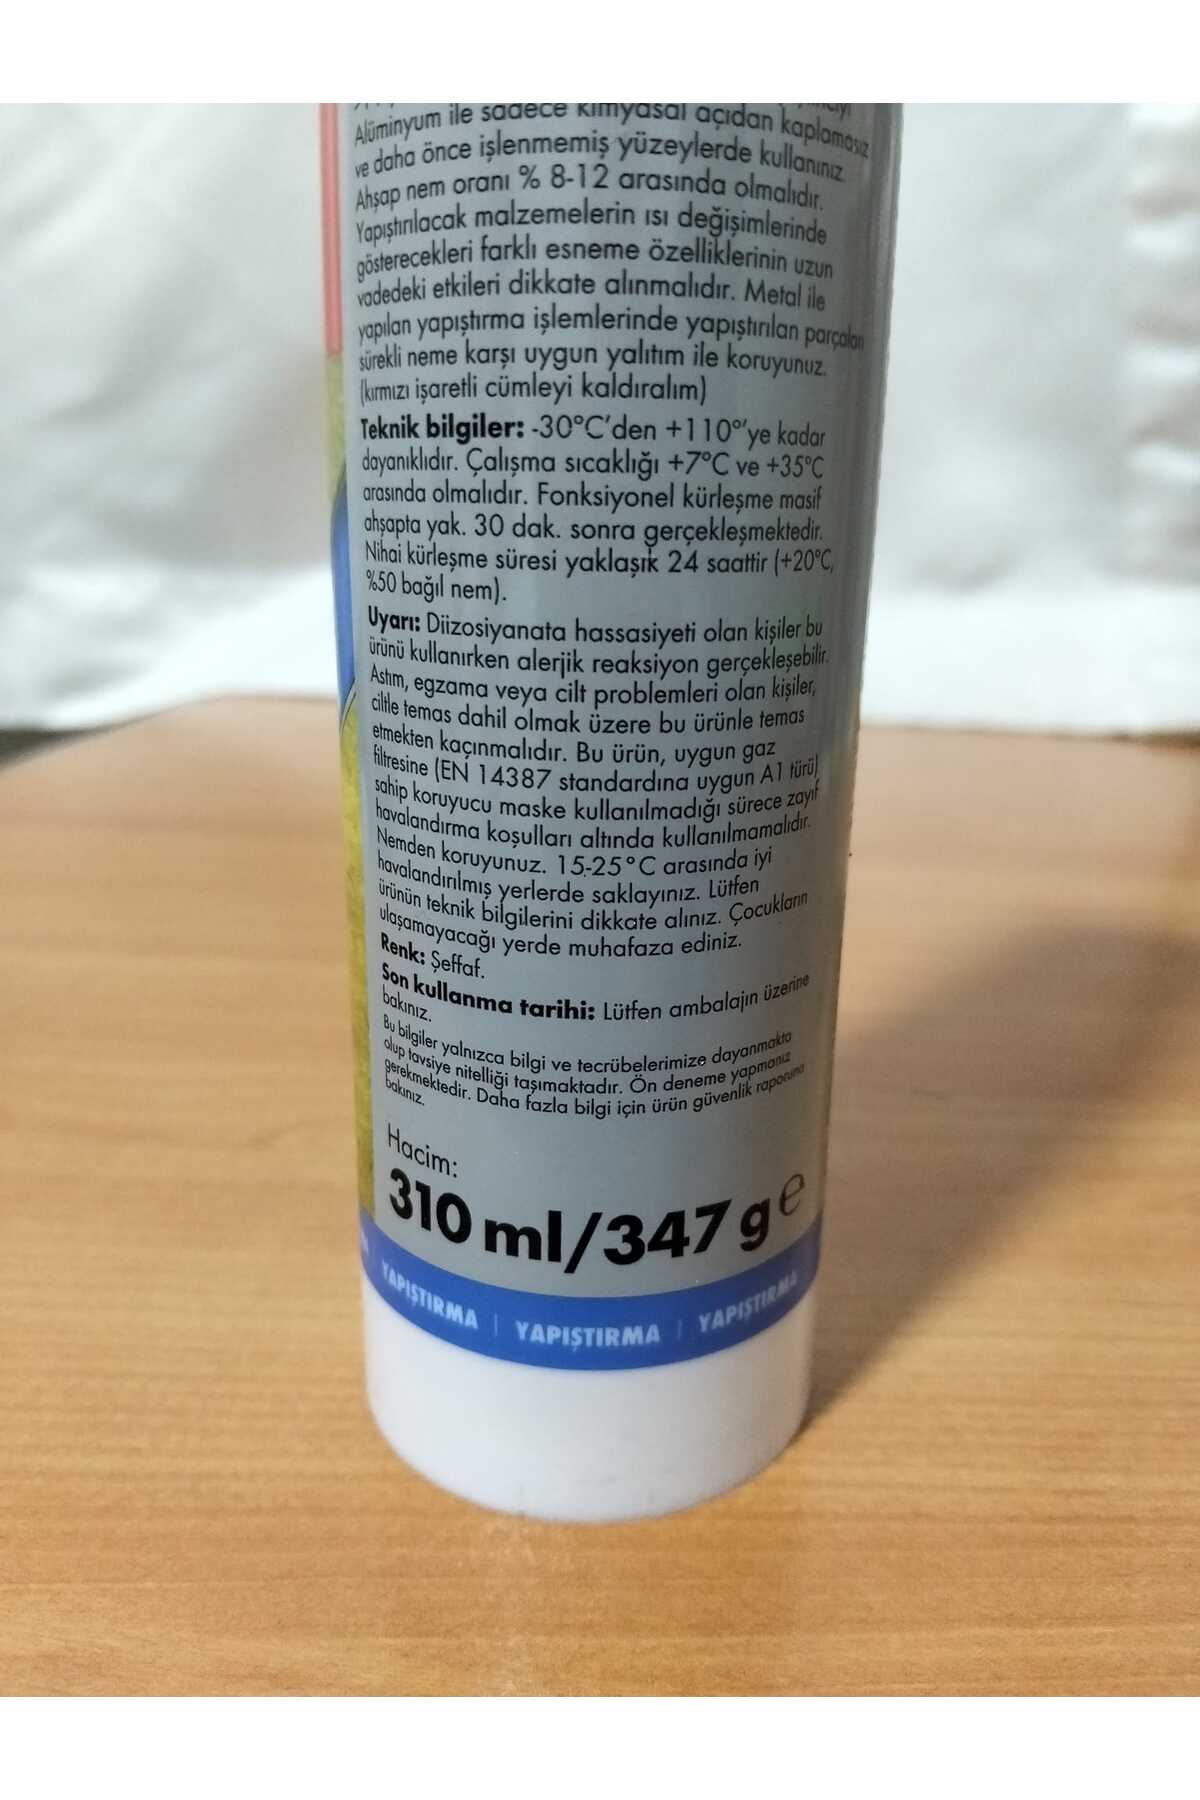 Alüminyum ile sadece kimyasal açıdan kaplamasız
ve daha önce işlenmemiş yüzeylerde kullanınız.
Ahşap nem oranı % 8-12 arasında olmalıdır.
Yapıştırılacak malzemelerin ısı değişimlerinde
gösterecekleri farklı esneme özelliklerinin uzun
vadedeki etkileri dikkate alınmalıdır. Metal ile
yapılan yapıştırma işlemlerinde yapıştırılan parçaları
sürekli neme karşı uygun yalıtım ile koruyunuz.
(kırmızı işaretli cümleyi kaldıralım)
Teknik bilgiler: -30°C'den +110°'ye kadar
dayanıklıdır. Çalışma sıcaklığı +7°C ve +35°C
arasında olmalıdır. Fonksiyonel kürleşme masif
ahşapta yak. 30 dak. sonra gerçekleşmektedir.
Nihai kürleşme süresi yaklaşık 24 saattir (+20°C,
%50 bağıl nem).
Uyarı: Diizosiyanata hassasiyeti olan kişiler bu
ürünü kullanırken alerjik reaksiyon gerçekleşebilir.
Astım, egzama veya cilt problemleri olan kişiler,
ciltle temas dahil olmak üzere bu ürünle temas
etmekten kaçınmalıdır. Bu ürün, uygun gaz
filtresine (EN 14387 standardına uygun A1 türü)
sahip koruyucu maske kullanılmadığı sürece zayıf
havalandırma koşulları altında kullanılmamalıdır.
Nemden koruyunuz. 15-25°C arasında iyi
havalandırılmış yerlerde saklayınız. Lütfen
ürünün teknik bilgilerini dikkate alınız. Çocukların
ulaşamayacağı yerde muhafaza ediniz.
Renk: Şeffaf.
Son kullanma tarihi: Lütfen ambalajın üzerine
bakınız.
Bu bilgiler yalnızca bilgi ve tecrübelerimize dayanmakta
olup tavsiye niteliği taşımaktadır. Ön deneme yapmanız
gerekmektedir. Daha fazla bilgi için ürün güvenlik raporuna
bakınız.
Hacim:
310 ml/347 g e
YAPIŞTIRMA | YAPIŞTIRMA | YAPIŞTIRMA